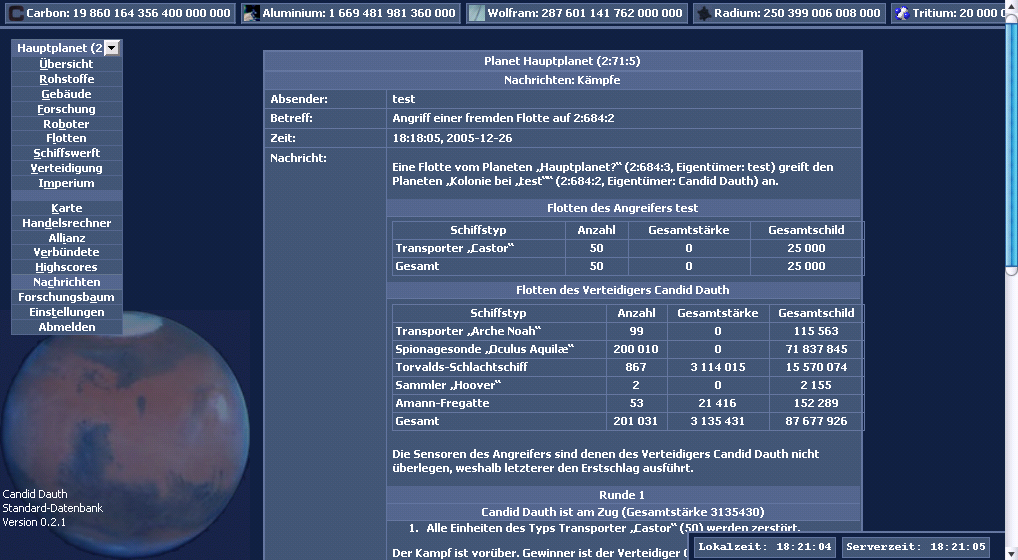 Carbon: 19 860 164 356 400 000 000 Aluminium: 1 669 481 981 360 000 Wolfram: 287 601 141 762 000 000 Radium: 250 399 006 008 000 Tritium: 20 000
Hauptplanet (2
Übersicht
Rohstoffe
Gebäude
Forschung
Roboter
Flotten
Schiffswerft
Verteidigung
Imperium
Karte
Handelsrechner
Allianz
Verbündete
Highscores
Nachrichten
Forschungsbaum
Einstellungen
Abmelden
Candid Dauth
Standard-Datenbank
Version 0.2.1
Planet Hauptplanet (2:71:5)
Nachrichten: Kämpfe
Absender: test
Betreff: Angriff einer fremden Flotte auf 2:684:2
Zeit: 18:18:05, 2005-12-26
Nachricht:
Eine Flotte vom Planeten „Hauptplanet?“ (2:684:3, Eigentümer: test) greift den
Planeten „Kolonie bei „test““ (2:684:2, Eigentümer: Candid Dauth) an.
Flotten des Angreifers test
Schiffstyp Anzahl Gesamtstärke Gesamtschild
Transporter „Castor“ 50 0 25 000
Gesamt 50 0 25 000
Flotten des Verteidigers Candid Dauth
Schiffstyp Anzahl Gesamtstärke Gesamtschild
Transporter „Arche Noah“ 99 0 115 563
Spionagesonde „Oculus Aquilæ“ 200 010 0 71 837 845
Torvalds-Schlachtschiff 867 3 114 015 15 570 074
Sammler „Hoover“ 2 0 2 155
Amann-Fregatte 53 21 416 152 289
Gesamt 201 031 3 135 431 87 677 926
Die Sensoren des Angreifers sind denen des Verteidigers Candid Dauth nicht
überlegen, weshalb letzterer den Erstschlag ausführt.
Runde 1
Candid Dauth ist am Zug (Gesamtstärke 3135430)
1. Alle Einheiten des Typs Transporter „Castor“ (50) werden zerstört.
Der Kampf ist vorüber. Gewinner ist der Verteidiger
Lokalzeit: 18:21:04 Serverzeit: 18:21:05